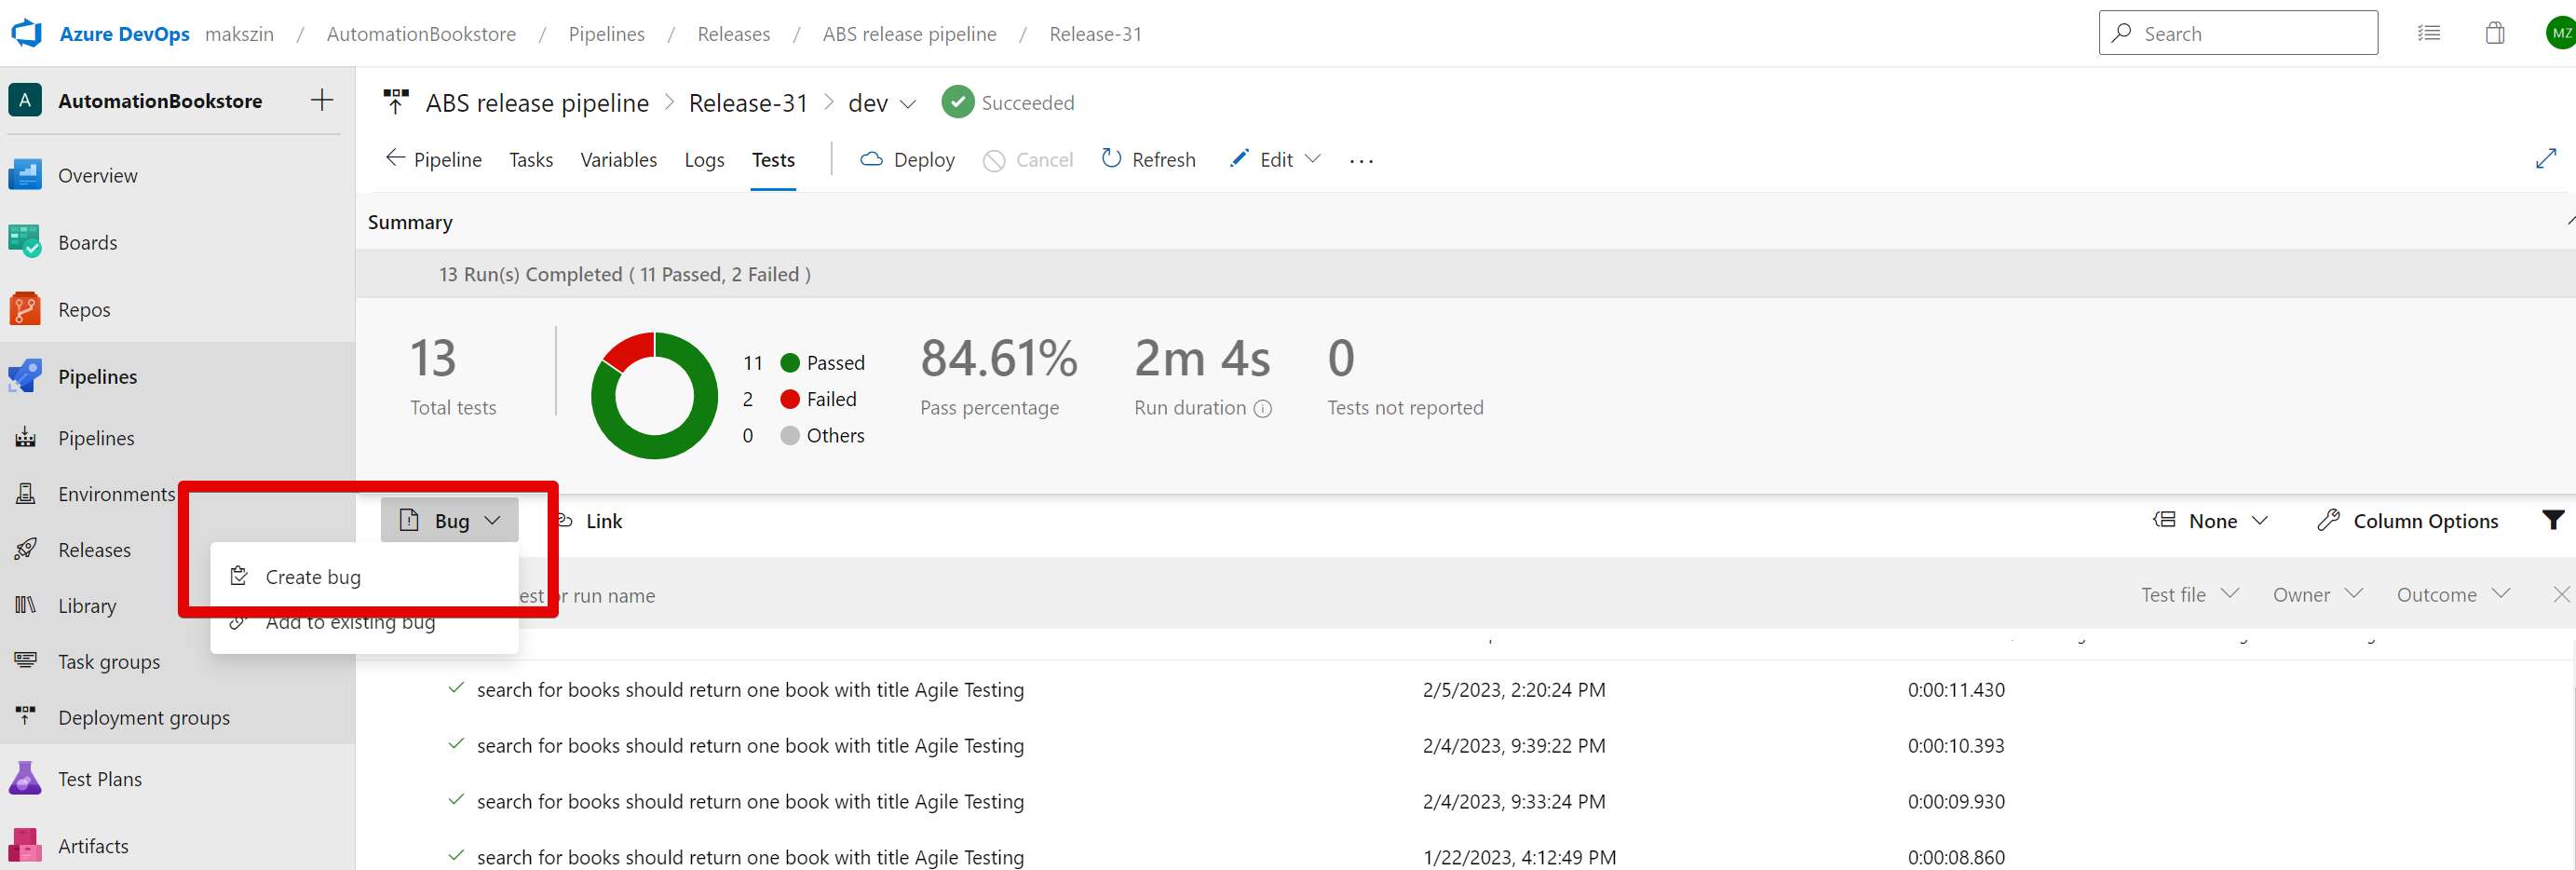 Azure DevOps makszin / AutomationBookstore / Pipelines / Releases / ABS release pipeline / Release-31 Search MZ
A AutomationBookstore
ABS release pipeline > Release-31 > dev Succeeded
Pipeline Tasks Variables Logs Tests Deploy Cancel Refresh Edit ...
Overview
Boards
Repos
Pipelines
Pipelines
Environments
Releases
Library
Task groups
Deployment groups
Test Plans
Artifacts
Summary
13 Run(s) Completed ( 11 Passed, 2 Failed )
13
Total tests
11 Passed
2 Failed
0 Others
84.61%
Pass percentage
2m 4s
Run duration
0
Tests not reported
Bug Link None Column Options
Create bug
Add to existing bug
or run name Test file Owner Outcome
search for books should return one book with title Agile Testing 2/5/2023, 2:20:24 PM 0:00:11.430
search for books should return one book with title Agile Testing 2/4/2023, 9:39:22 PM 0:00:10.393
search for books should return one book with title Agile Testing 2/4/2023, 9:33:24 PM 0:00:09.930
search for books should return one book with title Agile Testing 1/22/2023, 4:12:49 PM 0:00:08.860